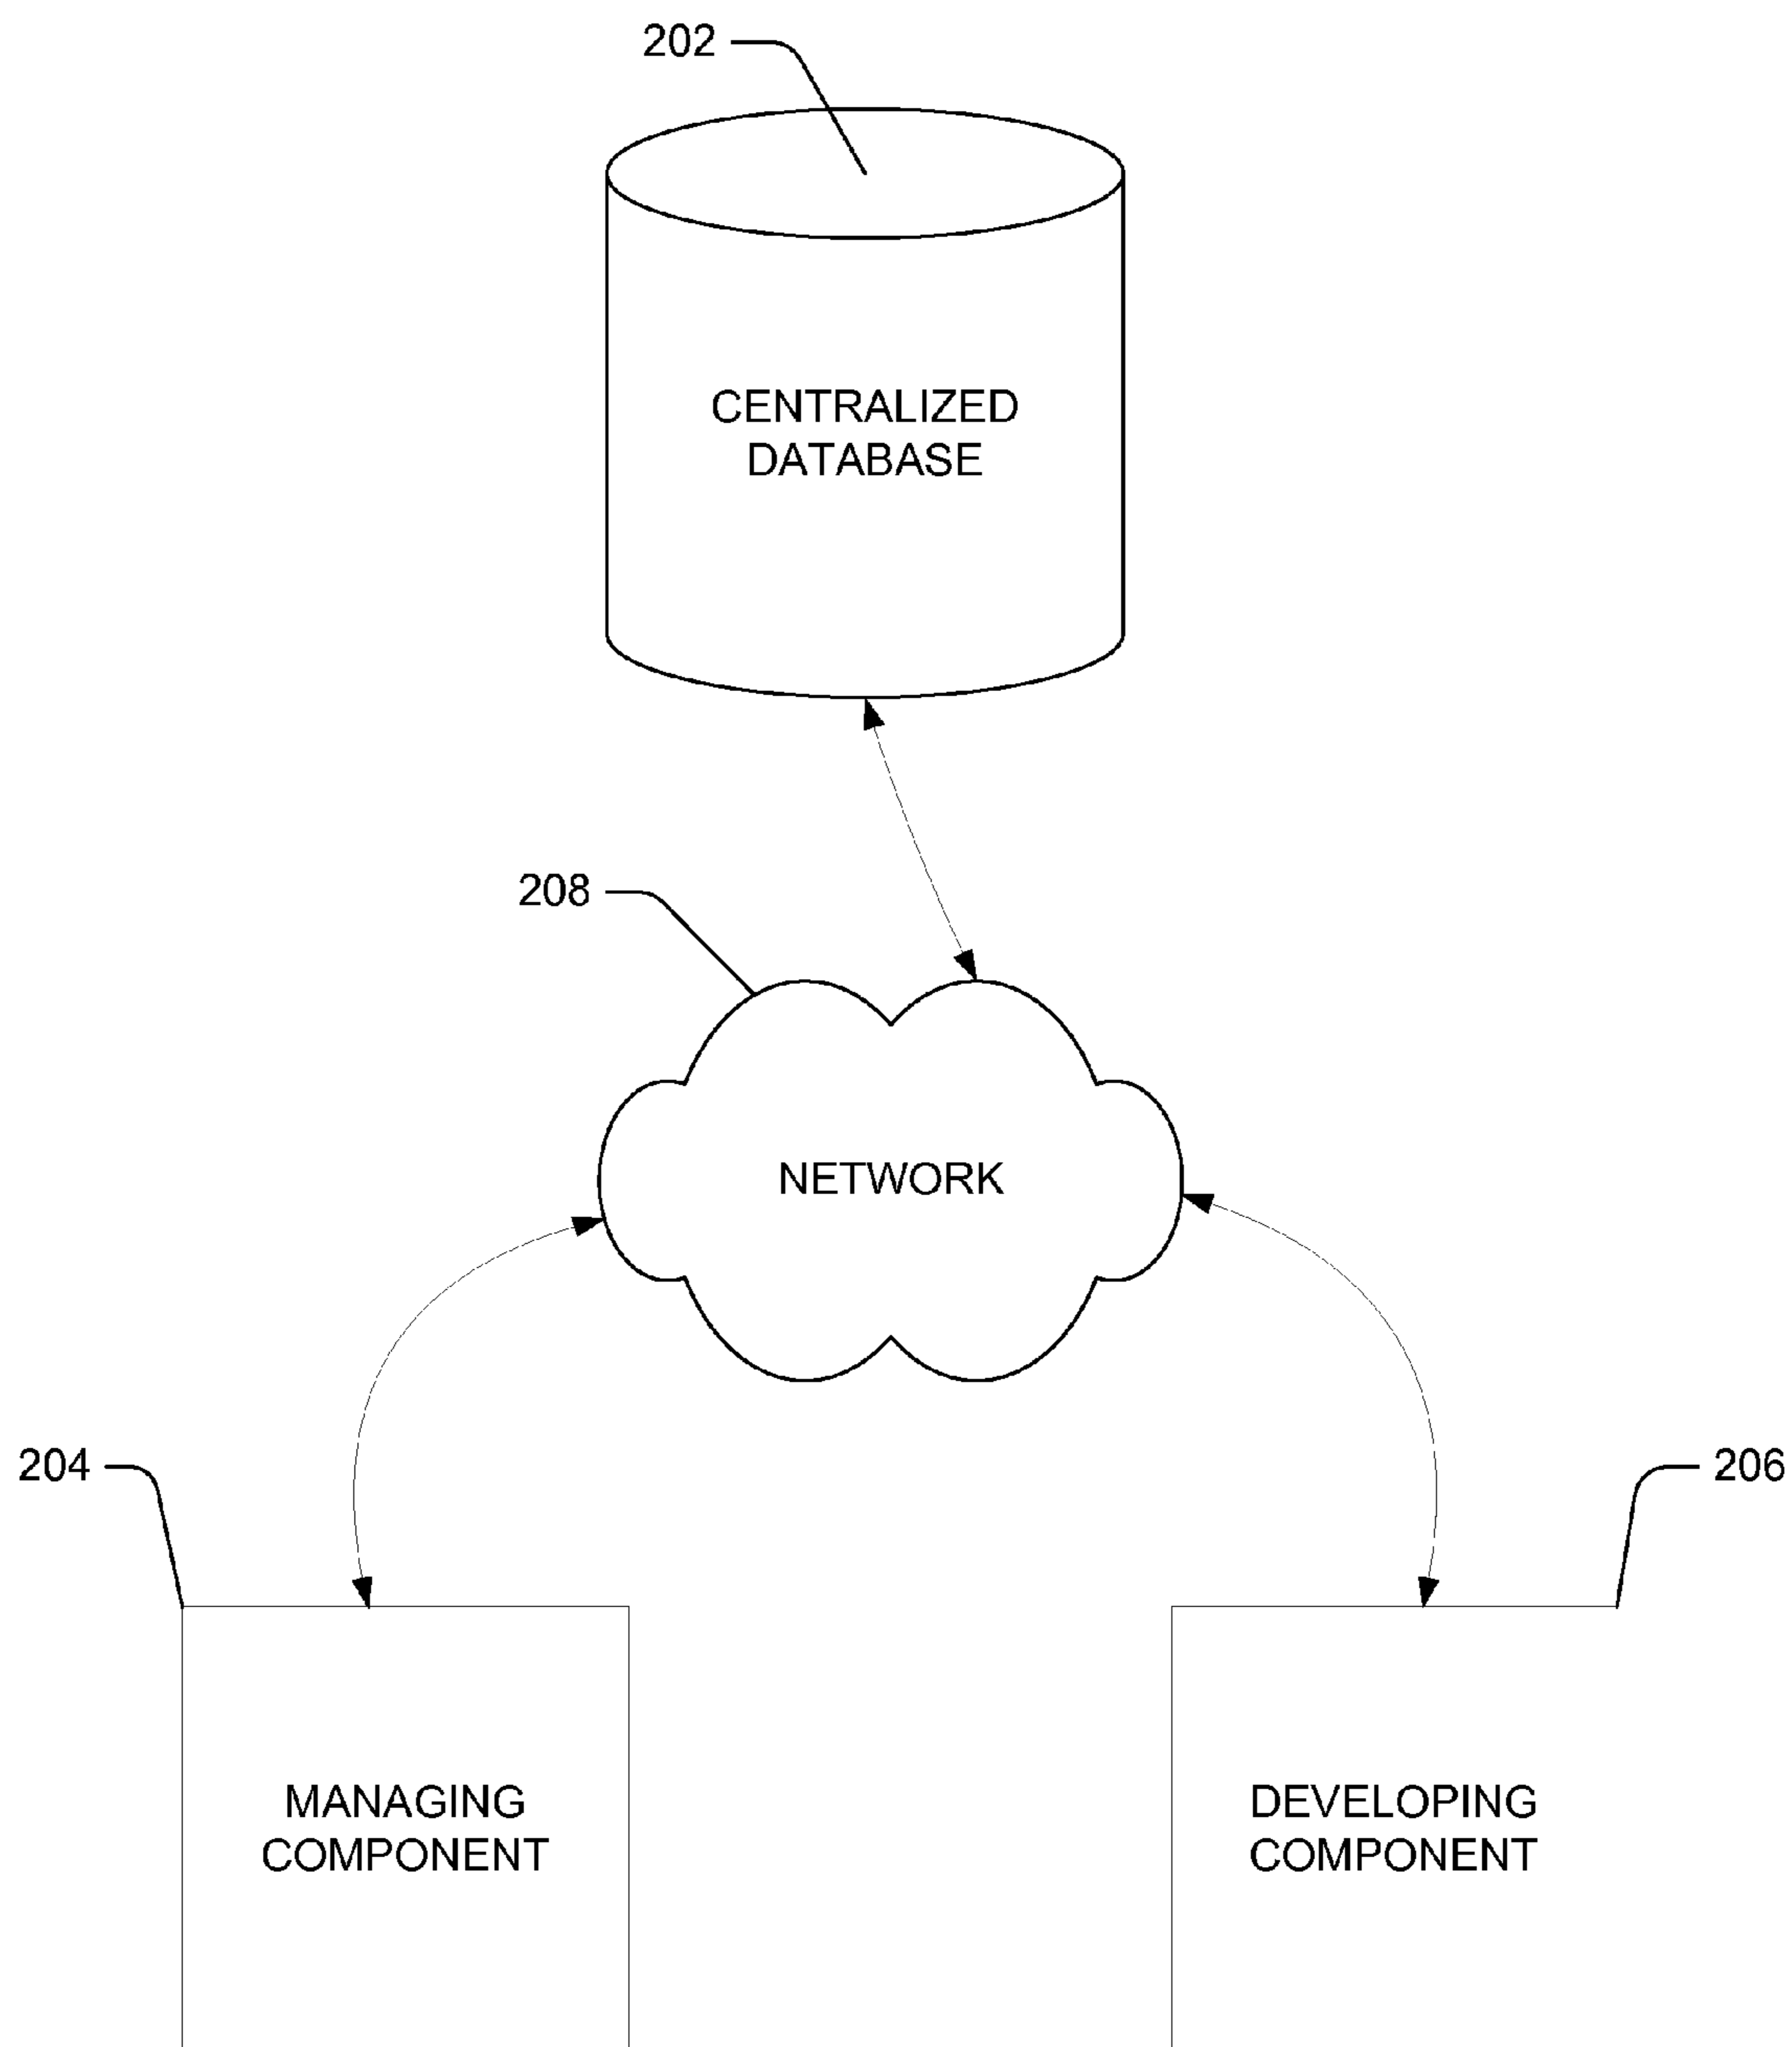 202
CENTRALIZED
DATABASE
208
NETWORK
204
206
MANAGING
COMPONENT
DEVELOPING
COMPONENT